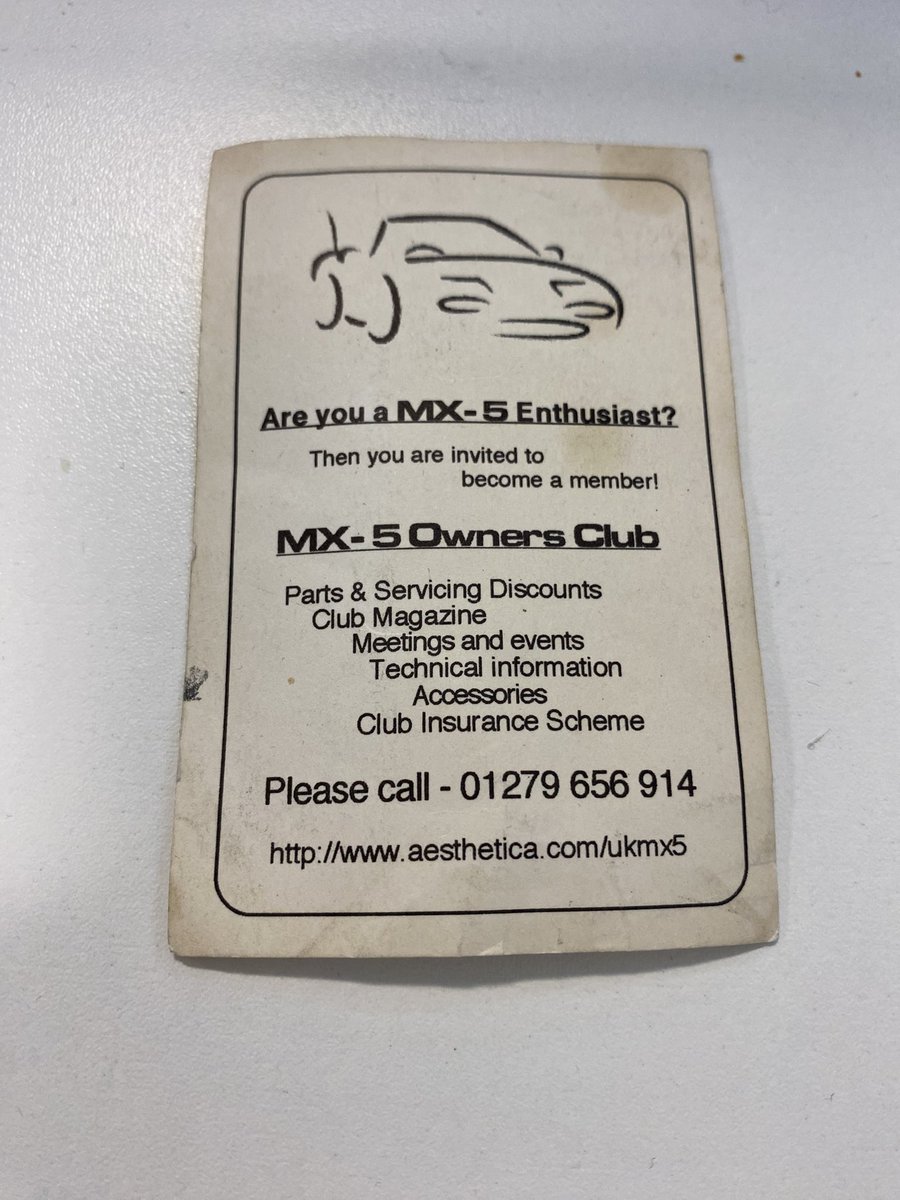 Are you a MX-5 Enthusiast?
Then you are invited to
become a member!
MX-5 Owners Club
Parts & Servicing Discounts
Club Magazine
Meetings and events
Technical information
Accessories
Club Insurance Scheme
Please call - 01279 656 914
http://www.aesthetica.com/ukmx5